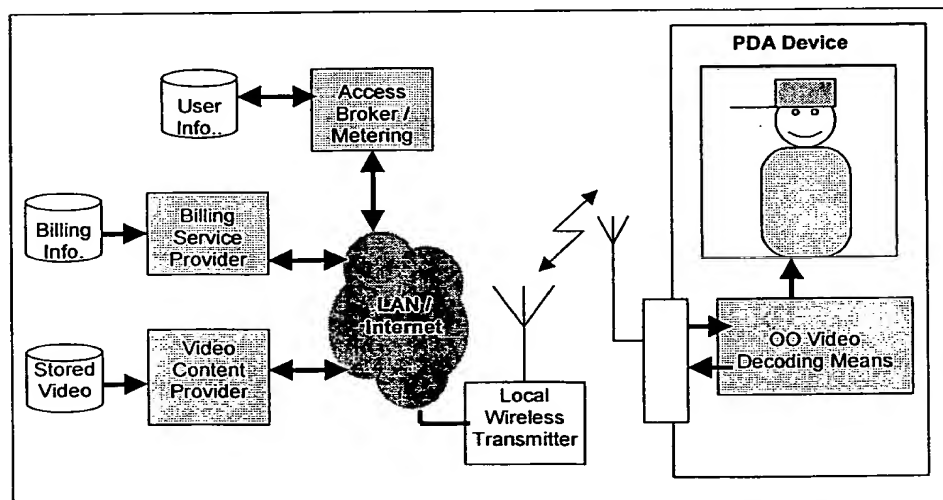 PDA Device
User
Info..
Access
Broker /
Metering
Billing
Info.
Billing
Service
Provider
LAN /
Internet
Stored
Video
Video
Content
Provider
Local
Wireless
Transmitter
OO Video
Decoding Means